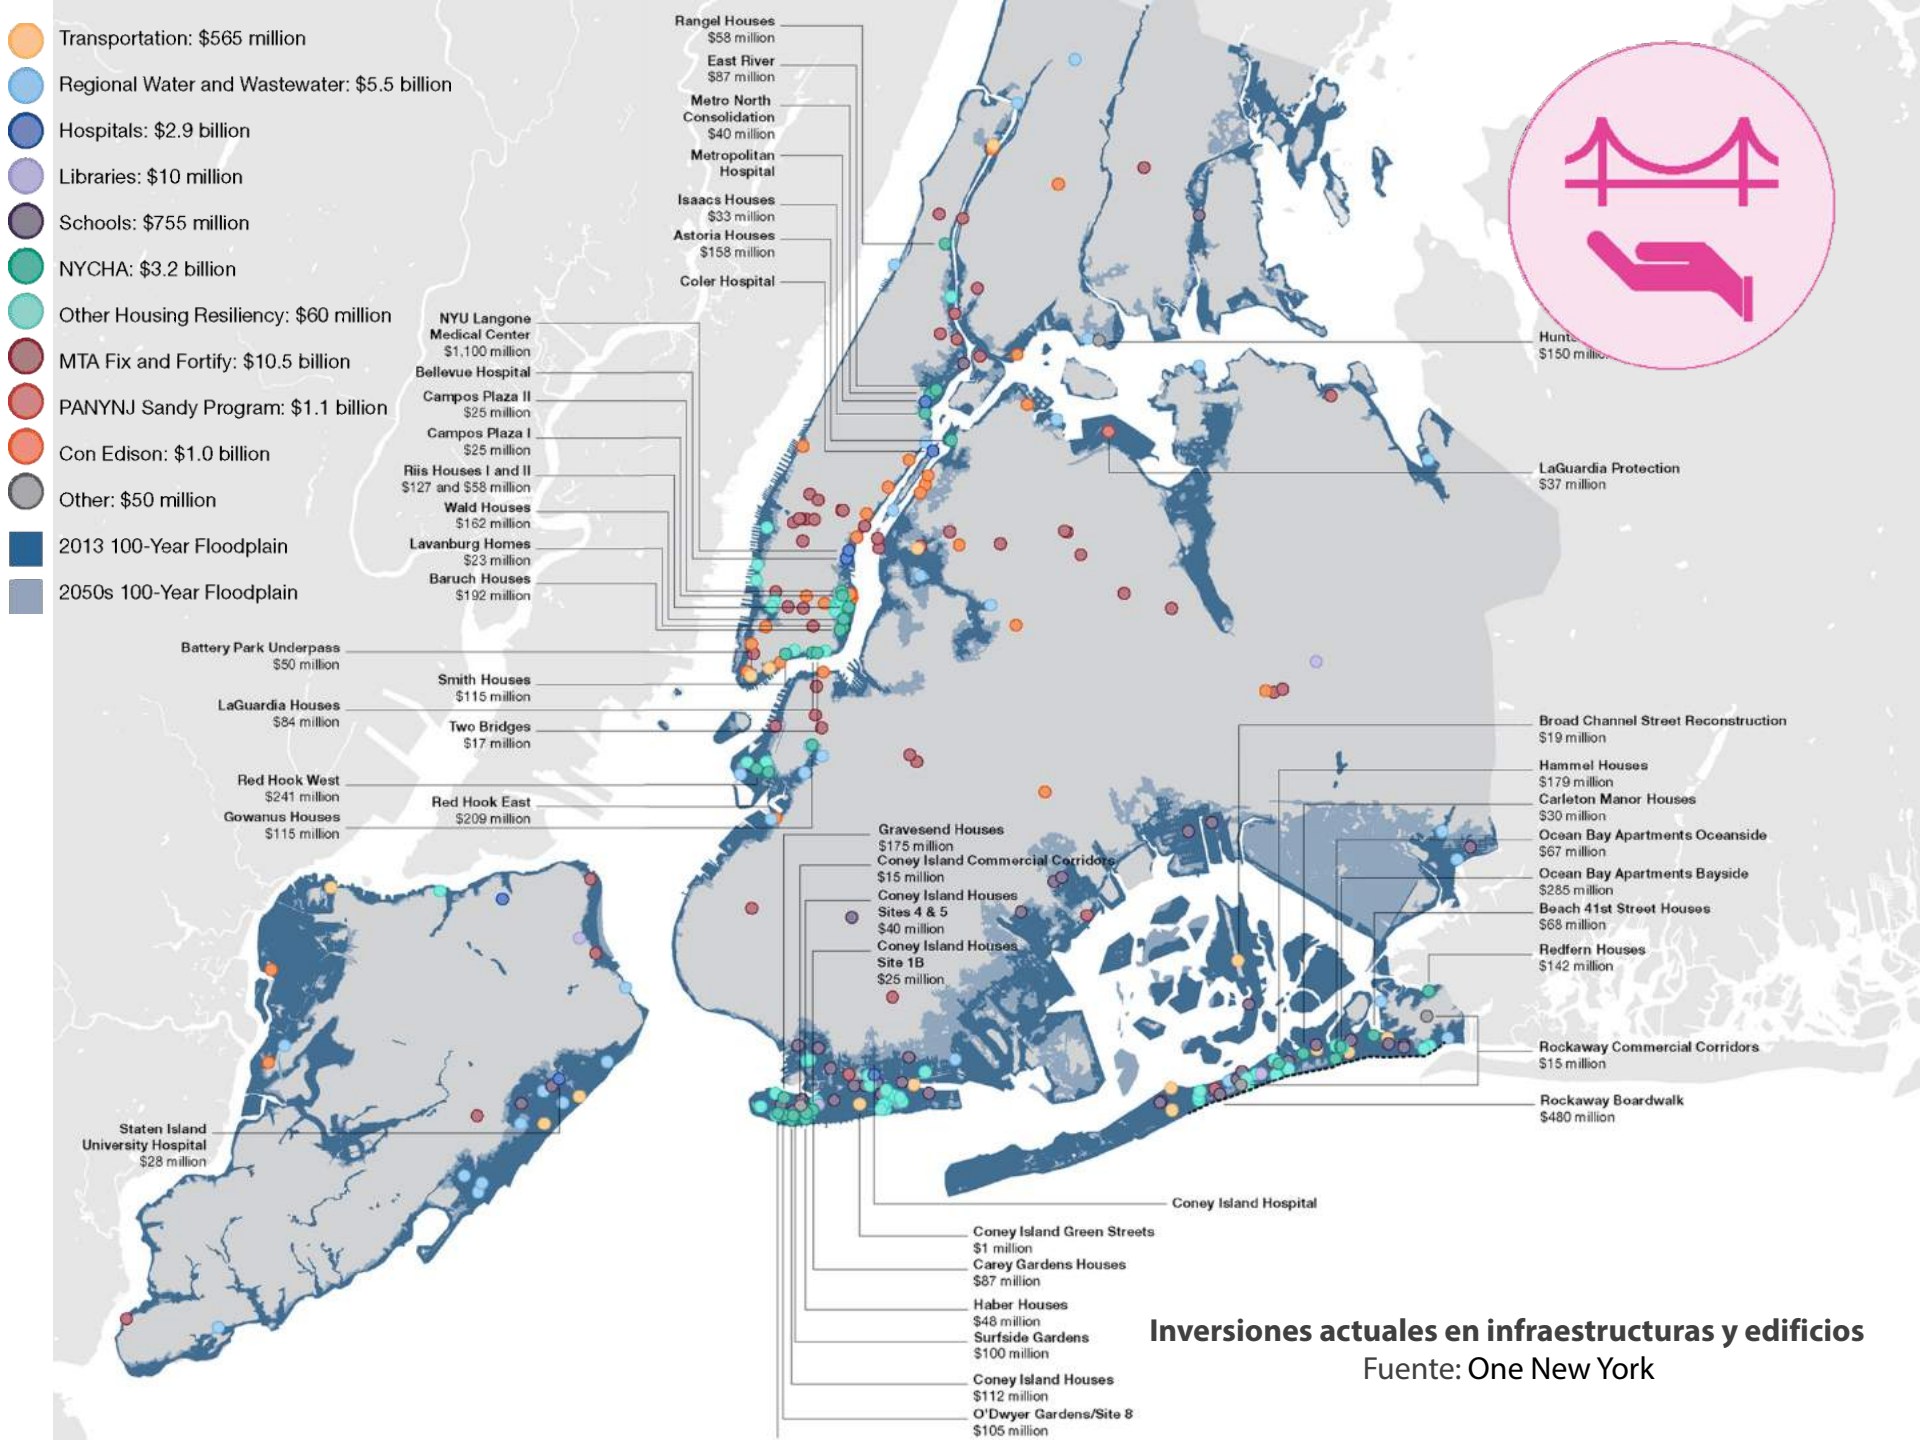 Transportation: $565 million
Regional Water and Wastewater: $5.5 billion
Hospitals: $2.9 billion
Libraries: $10 million
Schools: $755 million
NYCHA: $3.2 billion
Other Housing Resiliency: $60 million
MTA Fix and Fortify: $10.5 billion
PANYNJ Sandy Program: $1.1 billion
Con Edison: $1.0 billion
Other: $50 million
2013 100-Year Floodplain
2050s 100-Year Floodplain
Rangel Houses
$58 million
East River
$87 million
Metro North
Consolidation
$40 million
Metropolitan
Hospital
Isaacs Houses
$33 million
Astoria Houses
$158 million
Coler Hospital
NYU Langone
Medical Center
$1,100 million
Bellevue Hospital
Campos Plaza II
$25 million
Campos Plaza I
$25 million
Riis Houses I and II
$127 and $58 million
Wald Houses
$162 million
Lavanburg Homes
$23 million
Baruch Houses
$192 million
Battery Park Underpass
$50 million
Smith Houses
$115 million
LaGuardia Houses
$84 million
Two Bridges
$17 million
Red Hook West
$241 million
Red Hook East
$209 million
Gowanus Houses
$115 million
Gravesend Houses
$175 million
Coney Island Commercial Corridors
$15 million
Coney Island Houses
Sites 4 & 5
$40 million
Coney Island Houses
Site 1B
$25 million
$150
LaGuardia Protection
$37 million
Broad Channel Street Reconstruction
$19 million
Hammel Houses
$179 million
Carleton Manor Houses
$30 million
Ocean Bay Apartments Oceanside
$67 million
Ocean Bay Apartments Bayside
$285 million
Beach 41st Street Houses
$68 million
Redfern Houses
$142 million
Rockaway Commercial Corridors
$15 million
Rockaway Boardwalk
$480 million
Staten Island
University Hospital
$28 million
Coney Island Hospital
Coney Island Green Streets
$1 million
Carey Gardens Houses
$87 million
Haber Houses
$48 million
Surfside Gardens
$100 million
Coney Island Houses
$112 million
O'Dwyer Gardens/Site 8
$105 million
Inversiones actuales en infraestructuras y edificios
Fuente: One New York